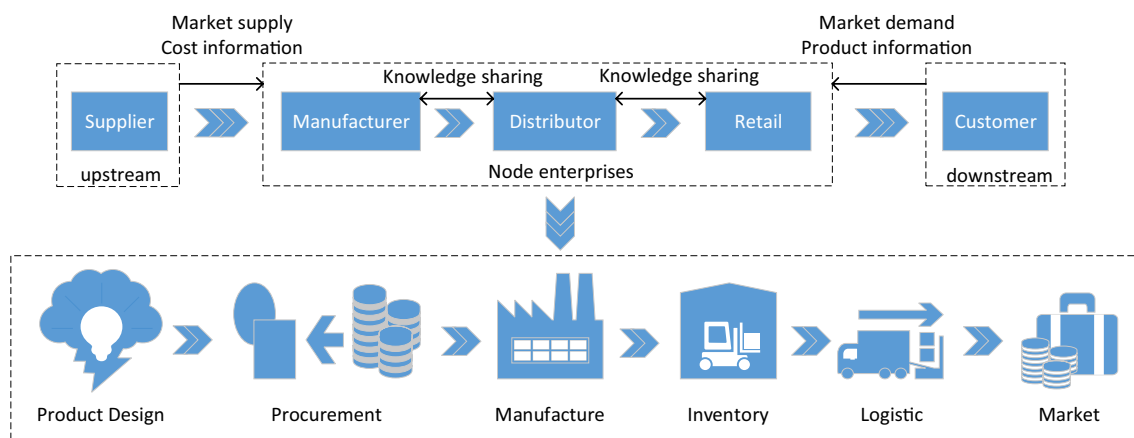 Market supply
Cost information
Market demand
Product information
Knowledge sharing
Knowledge sharing
Supplier
Manufacturer
Distributor
Retail
Customer
upstream
Node enterprises
downstream
Product Design
Procurement
Manufacture
Inventory
Logistic
Market